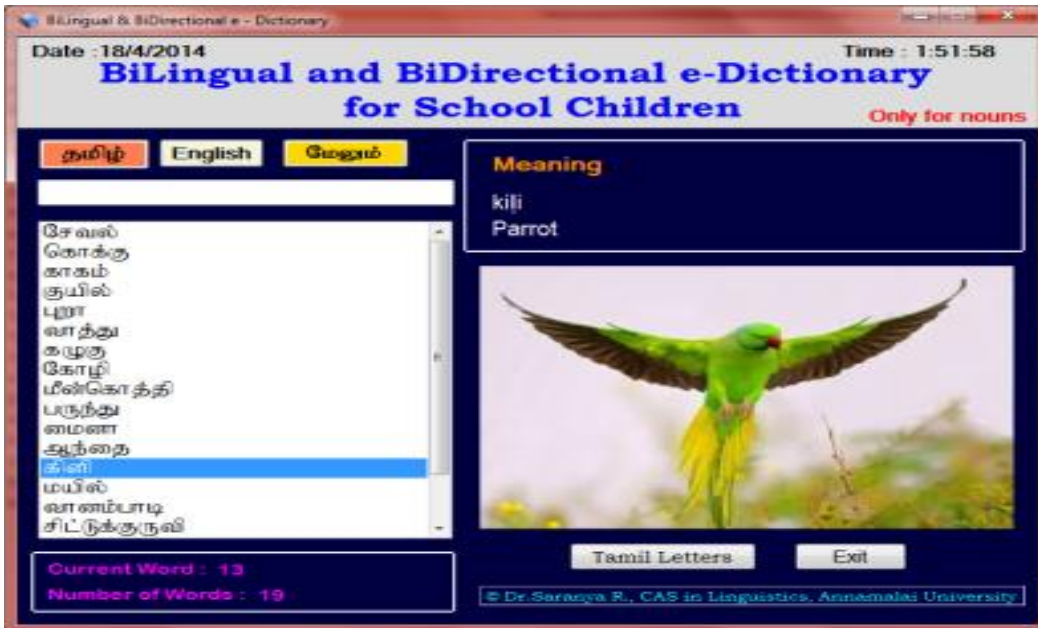 BiLingual & BiDirectional e - Dictionary
Date :18/4/2014
Time : 1:51:58
BiLingual and BiDirectional e-Dictionary
for School Children
Only for nouns
தமிழ்
English
மேலும்
சேவல்
கொக்கு
காகம்
குயில்
புறா
வாத்து
கழுகு
கோழி
மீன்கொத்தி
பருந்து
மைனா
ஆந்தை
கிளி
மயில்
வானம்பாடி
சிட்டுக்குருவி
Current Word : 13
Number of Words : 19
Meaning
kiḷi
Parrot
Tamil Letters
Exit
© Dr.Saranya R., CAS in Linguistics, Annamalai University